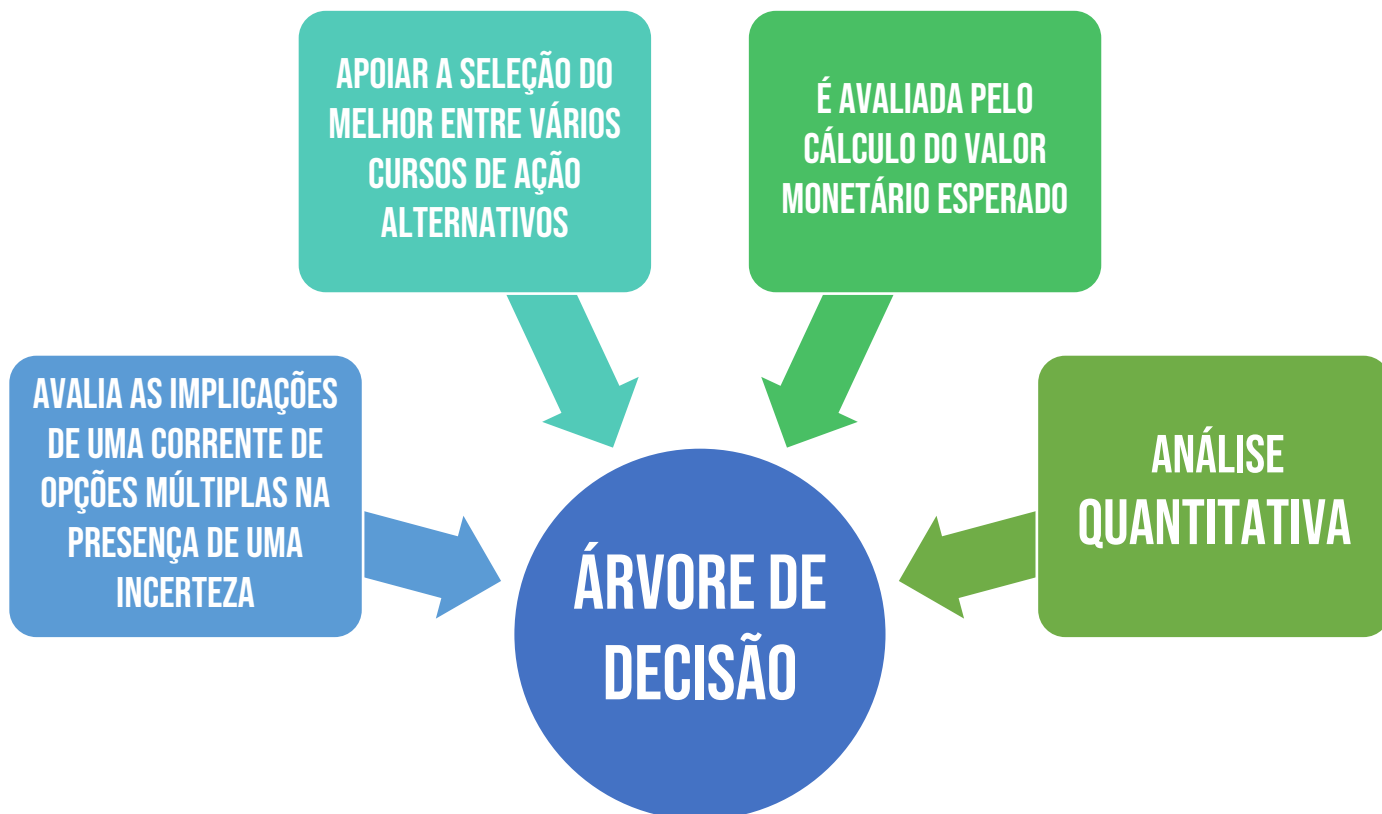 APOIAR A SELEÇÃO DO
MELHOR ENTRE VÁRIOS
CURSOS DE AÇÃO
ALTERNATIVOS
É AVALIADA PELO
CÁLCULO DO VALOR
MONETÁRIO ESPERADO
AVALIA AS IMPLICAÇÕES
DE UMA CORRENTE DE
OPÇÕES MÚLTIPLAS NA
PRESENÇA DE UMA
INCERTEZA
ANÁLISE
QUANTITATIVA
ÁRVORE DE
DECISÃO